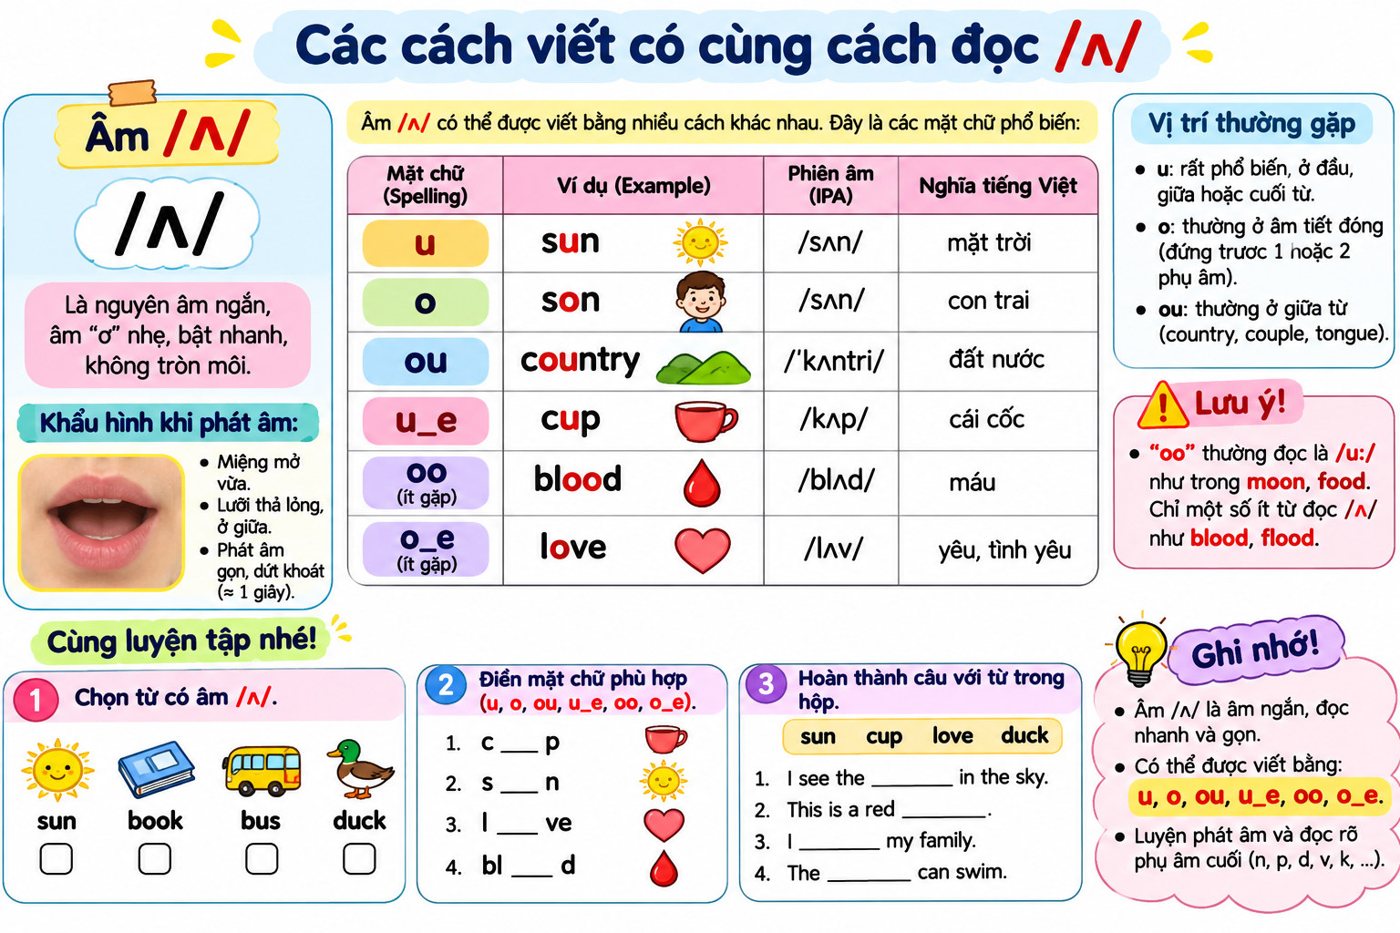 Các cách viết có cùng cách đọc /ʌ/
Âm /ʌ/
/ʌ/
Là nguyên âm ngắn,
âm “ơ” nhẹ, bật nhanh,
không tròn môi.
Khẩu hình khi phát âm:
• Miệng mở
vừa.
• Lưỡi thả lỏng,
ở giữa.
• Phát âm
gọn, dứt khoát
(≈ 1 giây).
Âm /ʌ/ có thể được viết bằng nhiều cách khác nhau. Đây là các mặt chữ phổ biến:
Mặt chữ (Spelling) Ví dụ (Example) Phiên âm (IPA) Nghĩa tiếng Việt
u sun /sʌn/ mặt trời
o son /sʌn/ con trai
ou country /ˈkʌntri/ đất nước
u_e cup /kʌp/ cái cốc
oo (ít gặp) blood /blʌd/ máu
o_e (ít gặp) love /lʌv/ yêu, tình yêu
Vị trí thường gặp
• u: rất phổ biến, ở đầu,
giữa hoặc cuối từ.
• o: thường ở âm tiết đóng
(đứng trươc 1 hoặc 2
phụ âm).
• ou: thường ở giữa từ
(country, couple, tongue).
Lưu ý!
• “oo” thường đọc là /u:/
như trong moon, food.
Chỉ một số ít từ đọc /ʌ/
như blood, flood.
Cùng luyện tập nhé!
1 Chọn từ có âm /ʌ/.
sun book bus duck
2 Điền mặt chữ phù hợp
(u, o, ou, u_e, oo, o_e).
1. c ___ p
2. s ___ n
3. l ___ ve
4. bl ___ d
3 Hoàn thành câu với từ trong
hộp.
sun cup love duck
1. I see the ________ in the sky.
2. This is a red ________.
3. I ________ my family.
4. The ________ can swim.
Ghi nhớ!
• Âm /ʌ/ là âm ngắn, đọc
nhanh và gọn.
• Có thể được viết bằng:
u, o, ou, u_e, oo, o_e.
• Luyện phát âm và đọc rõ
phụ âm cuối (n, p, d, v, k, ...).